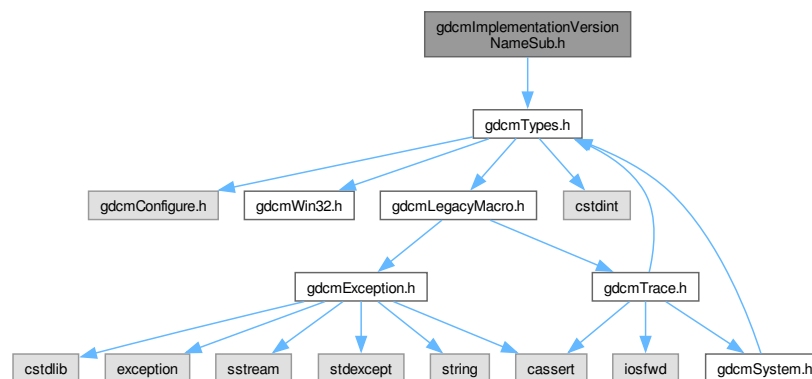 gdcmImplementationVersion
NameSub.h
gdcmTypes.h
gdcmConfigure.h
gdcmWin32.h
gdcmLegacyMacro.h
cstdint
gdcmException.h
gdcmTrace.h
cstdlib
exception
sstream
stdexcept
string
cassert
iosfwd
gdcmSystem.h